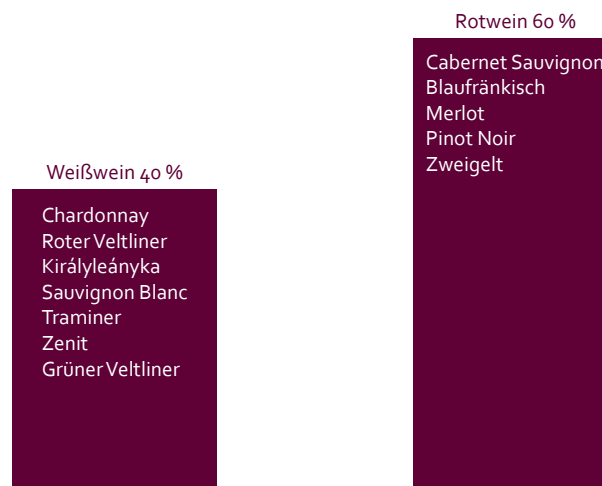 Weißwein 40 %
Chardonnay
Roter Veltliner
Királyleányka
Sauvignon Blanc
Traminer
Zenit
Grüner Veltliner
Rotwein 60 %
Cabernet Sauvignon
Blaufränkisch
Merlot
Pinot Noir
Zweigelt